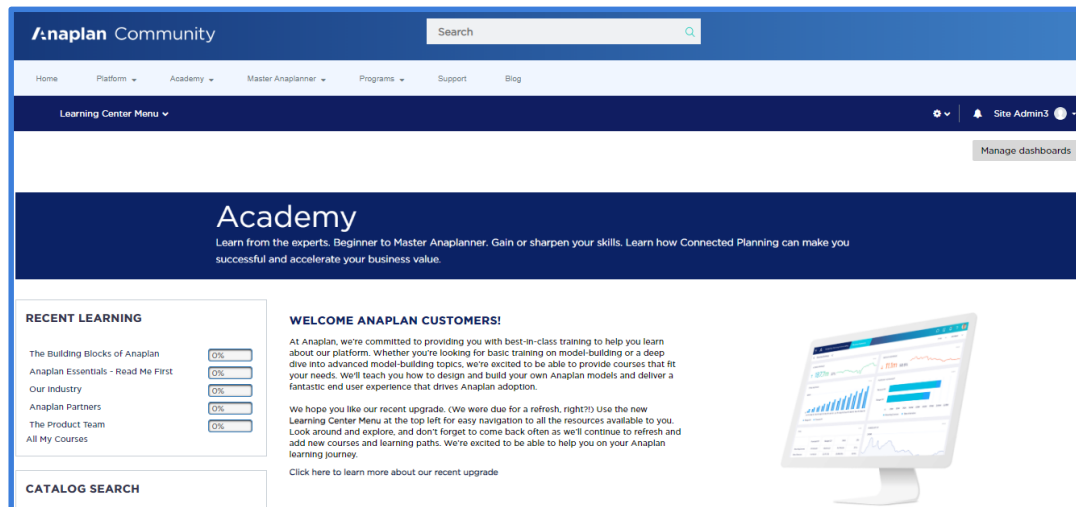 Anaplan Community
Search
Home Platform Academy Master Anaplanner Programs Support Blog
Learning Center Menu
Site Admin3
Manage dashboards
Academy
Learn from the experts. Beginner to Master Anaplanner. Gain or sharpen your skills. Learn how Connected Planning can make you
successful and accelerate your business value.
RECENT LEARNING
The Building Blocks of Anaplan 0%
Anaplan Essentials - Read Me First 0%
Our Industry 0%
Anaplan Partners 0%
The Product Team 0%
All My Courses
CATALOG SEARCH
WELCOME ANAPLAN CUSTOMERS!
At Anaplan, we're committed to providing you with best-in-class training to help you learn
about our platform. Whether you're looking for basic training on model-building or a deep
dive into advanced model-building topics, we're excited to be able to provide courses that fit
your needs. We'll teach you how to design and build your own Anaplan models and deliver a
fantastic end user experience that drives Anaplan adoption.
We hope you like our recent upgrade. (We were due for a refresh, right?!) Use the new
Learning Center Menu at the top left for easy navigation to all the resources available to you.
Look around and explore, and don't forget to come back often as we'll continue to refresh and
add new courses and learning paths. We're excited to be able to help you on your Anaplan
learning journey.
Click here to learn more about our recent upgrade